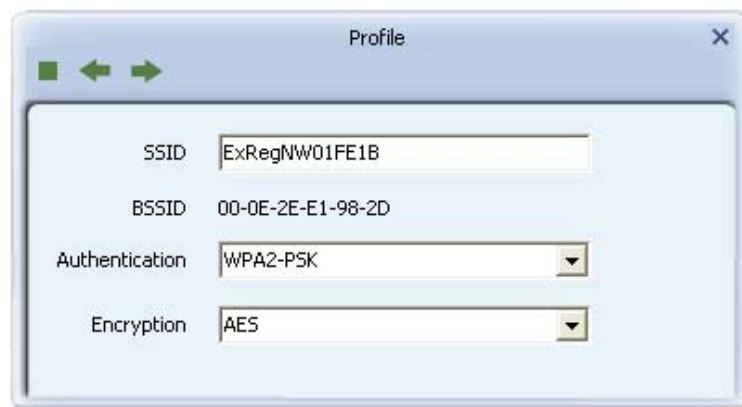 Profile
SSID ExRegNW01FE1B
BSSID 00-0E-2E-E1-98-2D
Authentication WPA2-PSK
Encryption AES